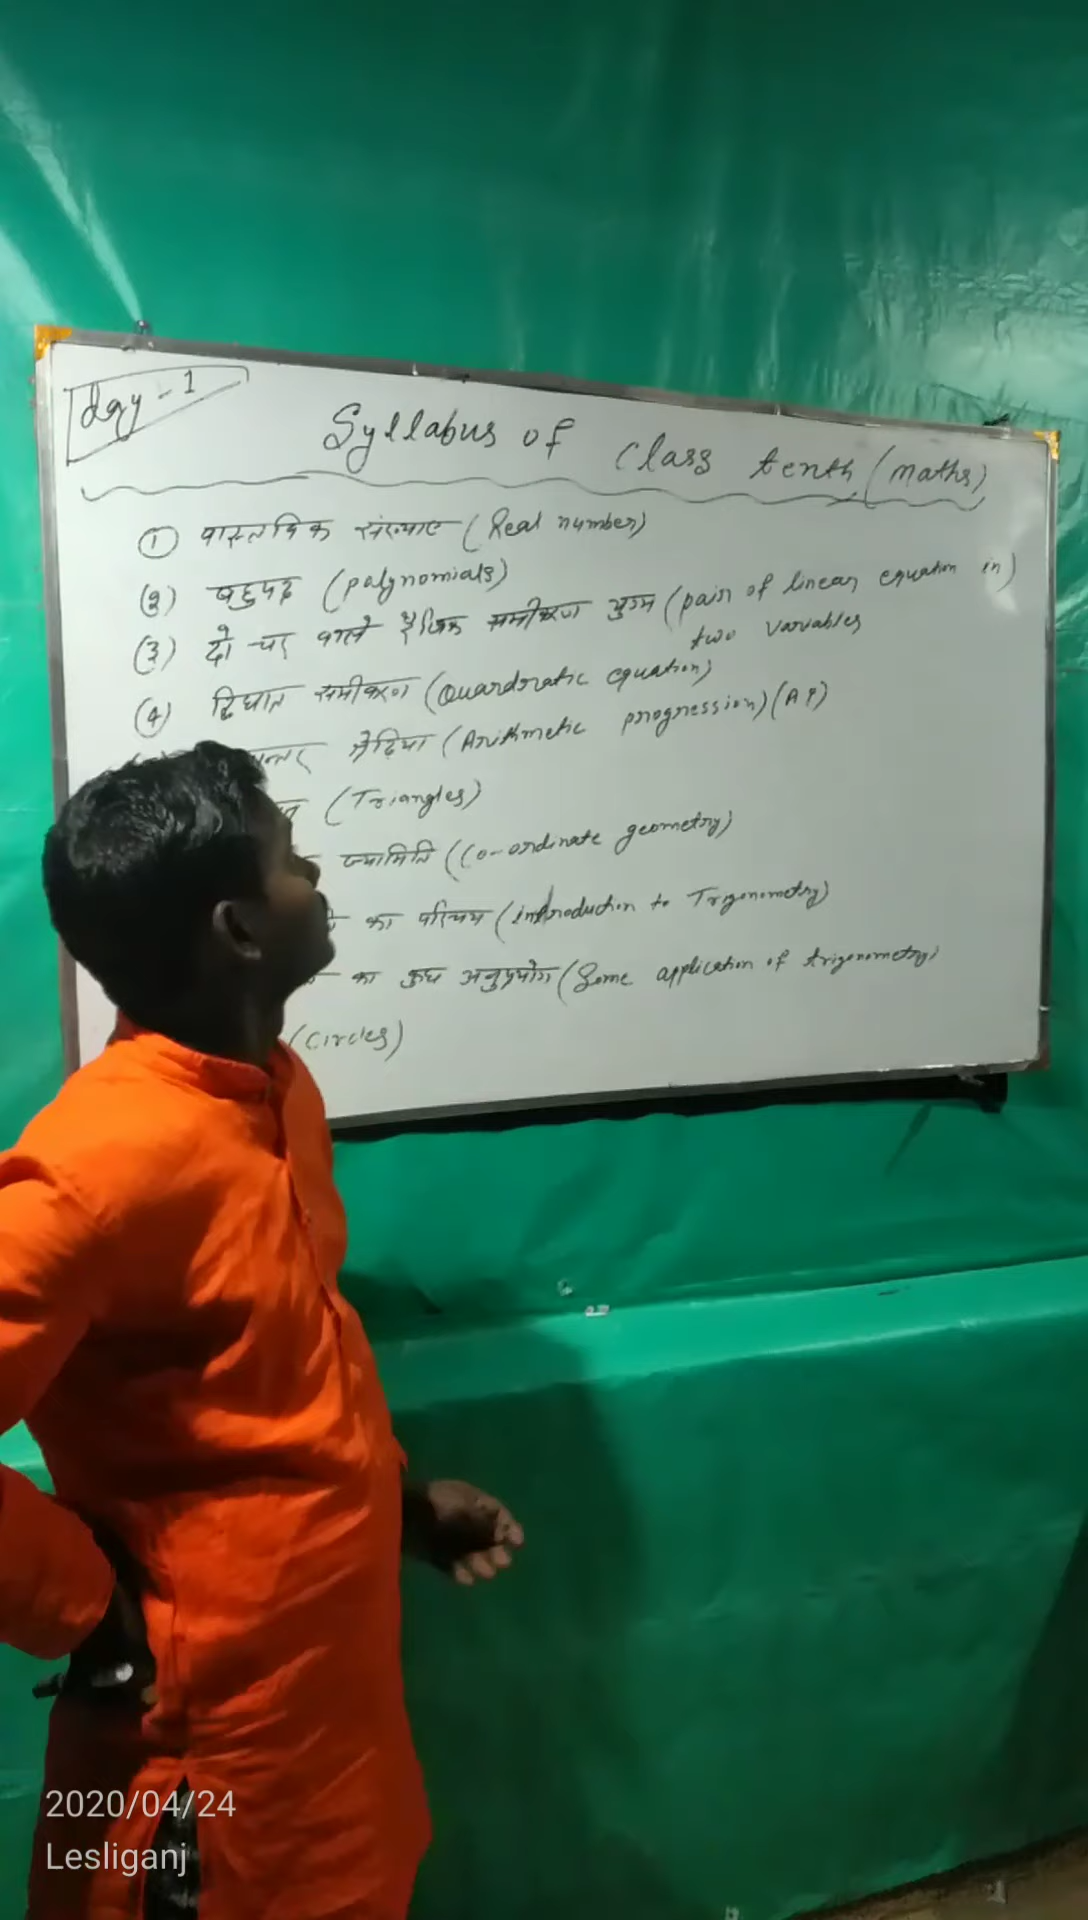 day - 1
Syllabus of Class tenth (maths)
① वास्तविक संख्याए (Real number)
(2) बहुपद (polynomials)
(3) दो चर वाले रैखिक समीकरण युग्म (pair of linear equation in)
two variables
(4) द्विघात समीकरण (Quardratic equation)
न्तर श्रेढ़िया (Arithmetic progression) (AP)
(Triangles)
ज्यामिति (Co-ordinate geometry)
का परिचय (introduction to Trigonometry)
का कुछ अनुप्रयोग (Some application of trigonometry)
(Circles)
2020/04/24
Lesliganj